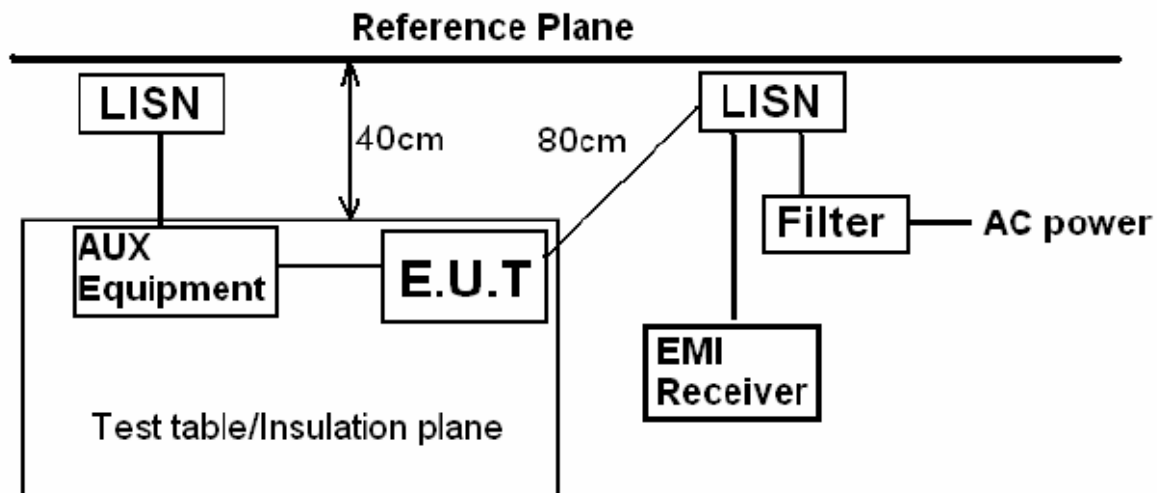 Reference Plane
LISN
LISN
40cm
80cm
Filter
AC power
AUX
Equipment
E.U.T
EMI
Receiver
Test table/Insulation plane